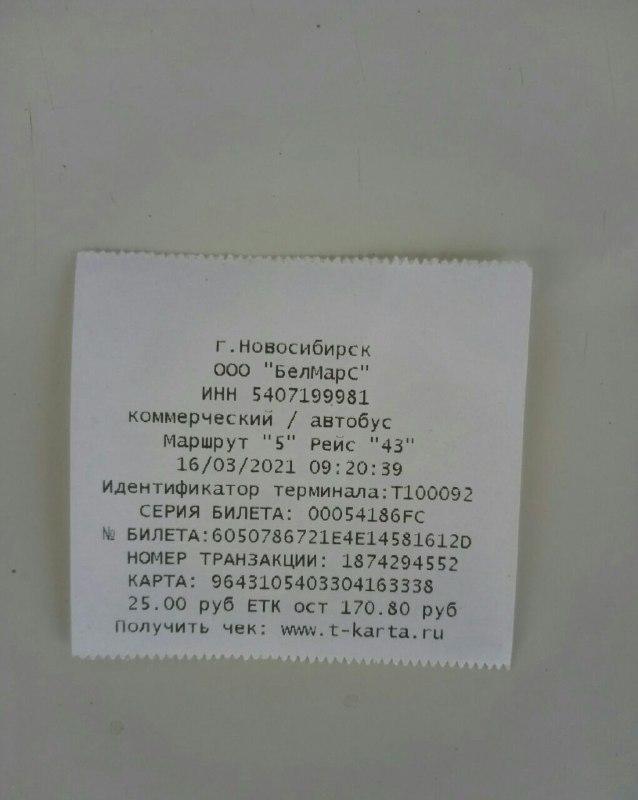 г.Новосибирск
ООО "БелМарС"
ИНН 5407199981
коммерческий / автобус
Маршрут "5" Рейс "43"
16/03/2021 09:20:39
Идентификатор терминала:T100092
СЕРИЯ БИЛЕТА: 00054186FC
№ БИЛЕТА:6050786721E4E14581612D
НОМЕР ТРАНЗАКЦИИ: 1874294552
КАРТА: 9643105403304163338
25.00 руб ЕТК ост 170.80 руб
Получить чек: www.t-karta.ru